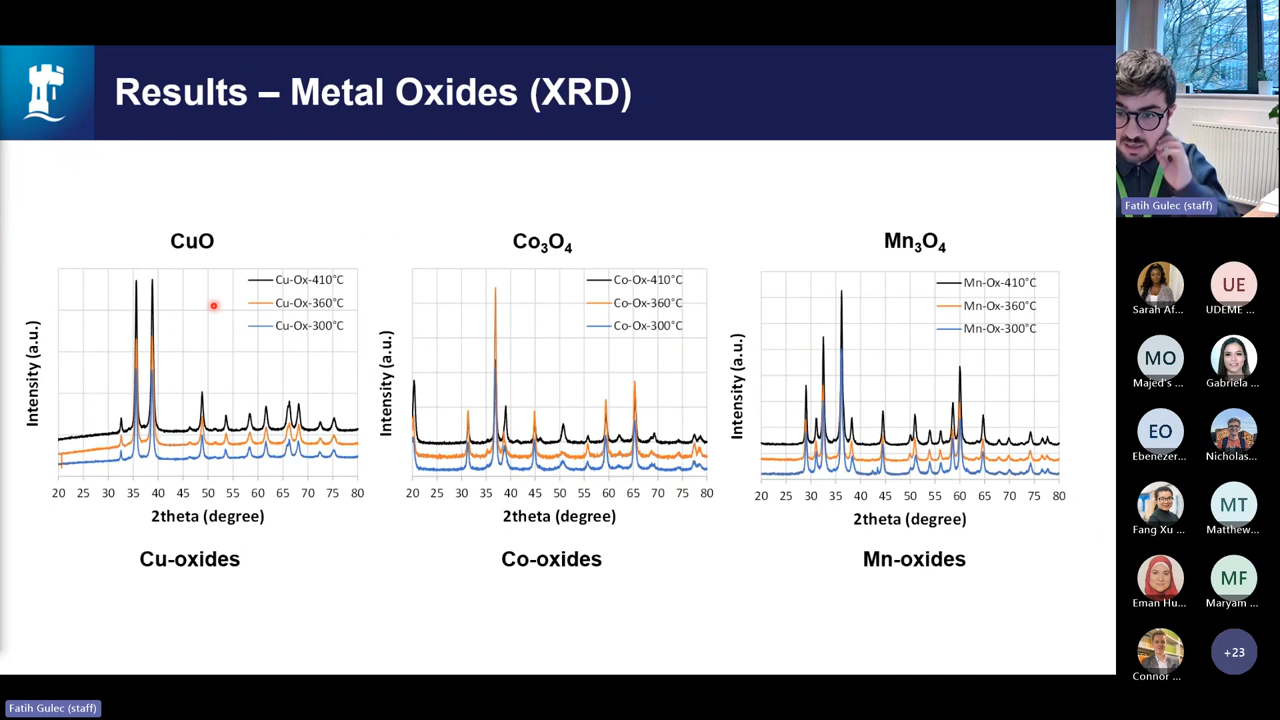 Results – Metal Oxides (XRD)
CuO
Co₃O₄
Mn₃O₄
Intensity (a.u.)
Cu-Ox-410°C
Cu-Ox-360°C
Cu-Ox-300°C
20 25 30 35 40 45 50 55 60 65 70 75 80
2theta (degree)
Cu-oxides
Intensity (a.u.)
Co-Ox-410°C
Co-Ox-360°C
Co-Ox-300°C
20 25 30 35 40 45 50 55 60 65 70 75 80
2theta (degree)
Co-oxides
Intensity (a.u.)
Mn-Ox-410°C
Mn-Ox-360°C
Mn-Ox-300°C
20 25 30 35 40 45 50 55 60 65 70 75 80
2theta (degree)
Mn-oxides
Fatih Gulec (staff)
UE
Sarah Af... UDEME ...
MO
Majed's ... Gabriela ...
EO
Ebenezer... Nicholas...
MT
Fang Xu ... Matthew...
MF
Eman Hu... Maryam ...
+23
Connor ...
Fatih Gulec (staff)